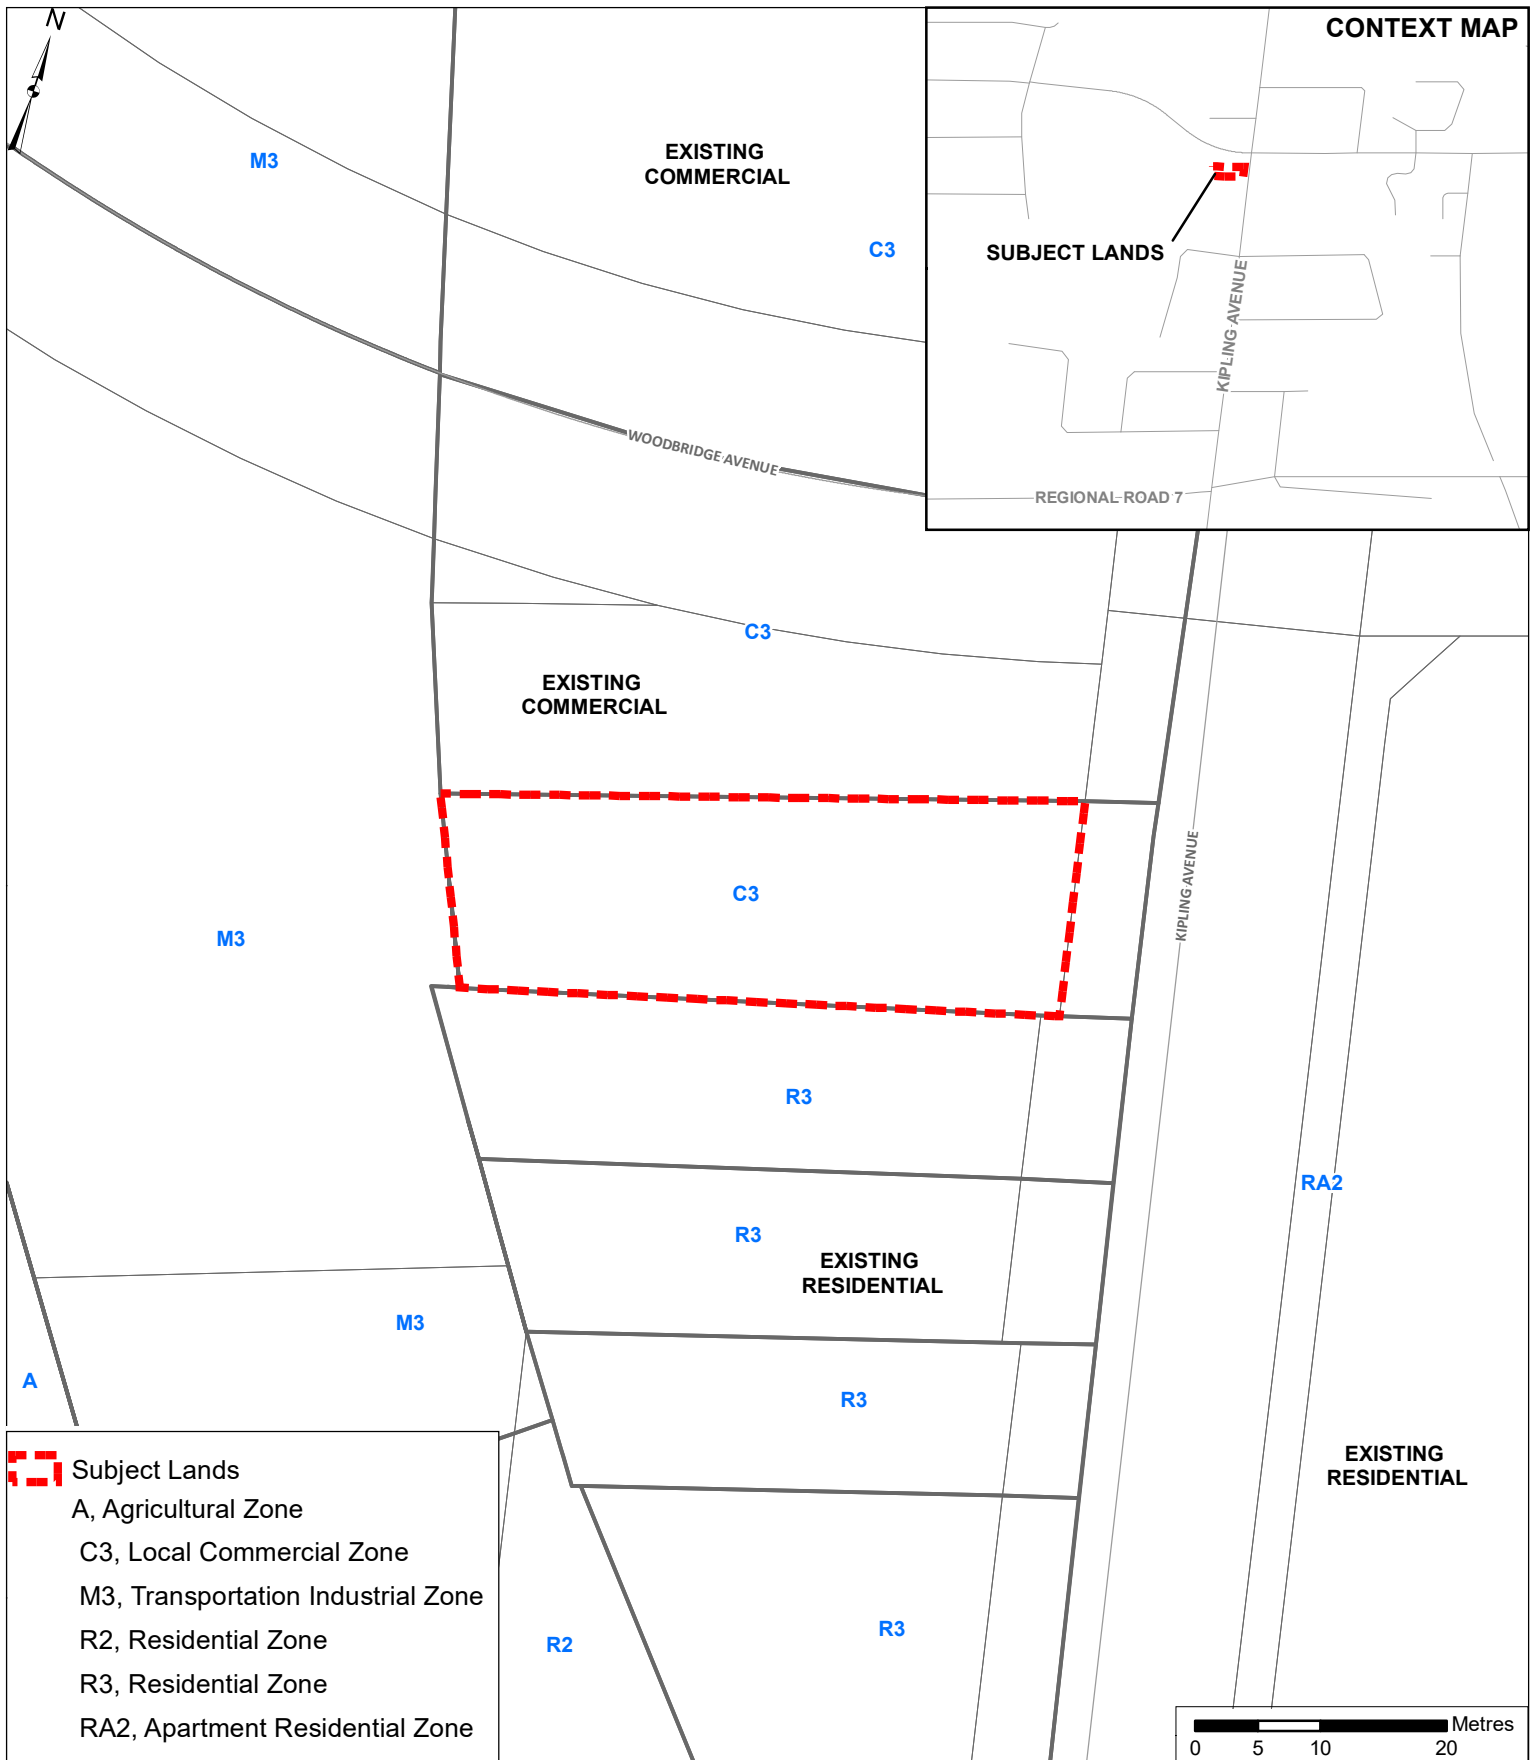 N
CONTEXT MAP
SUBJECT LANDS
KIPLING AVENUE
REGIONAL ROAD 7
M3
EXISTING
COMMERCIAL
C3
WOODBRIDGE AVENUE
C3
EXISTING
COMMERCIAL
C3
M3
KIPLING AVENUE
R3
RA2
R3
EXISTING
RESIDENTIAL
M3
A
R3
EXISTING
RESIDENTIAL
R3
R2
Subject Lands
A, Agricultural Zone
C3, Local Commercial Zone
M3, Transportation Industrial Zone
R2, Residential Zone
R3, Residential Zone
RA2, Apartment Residential Zone
Metres
0 5 10 20